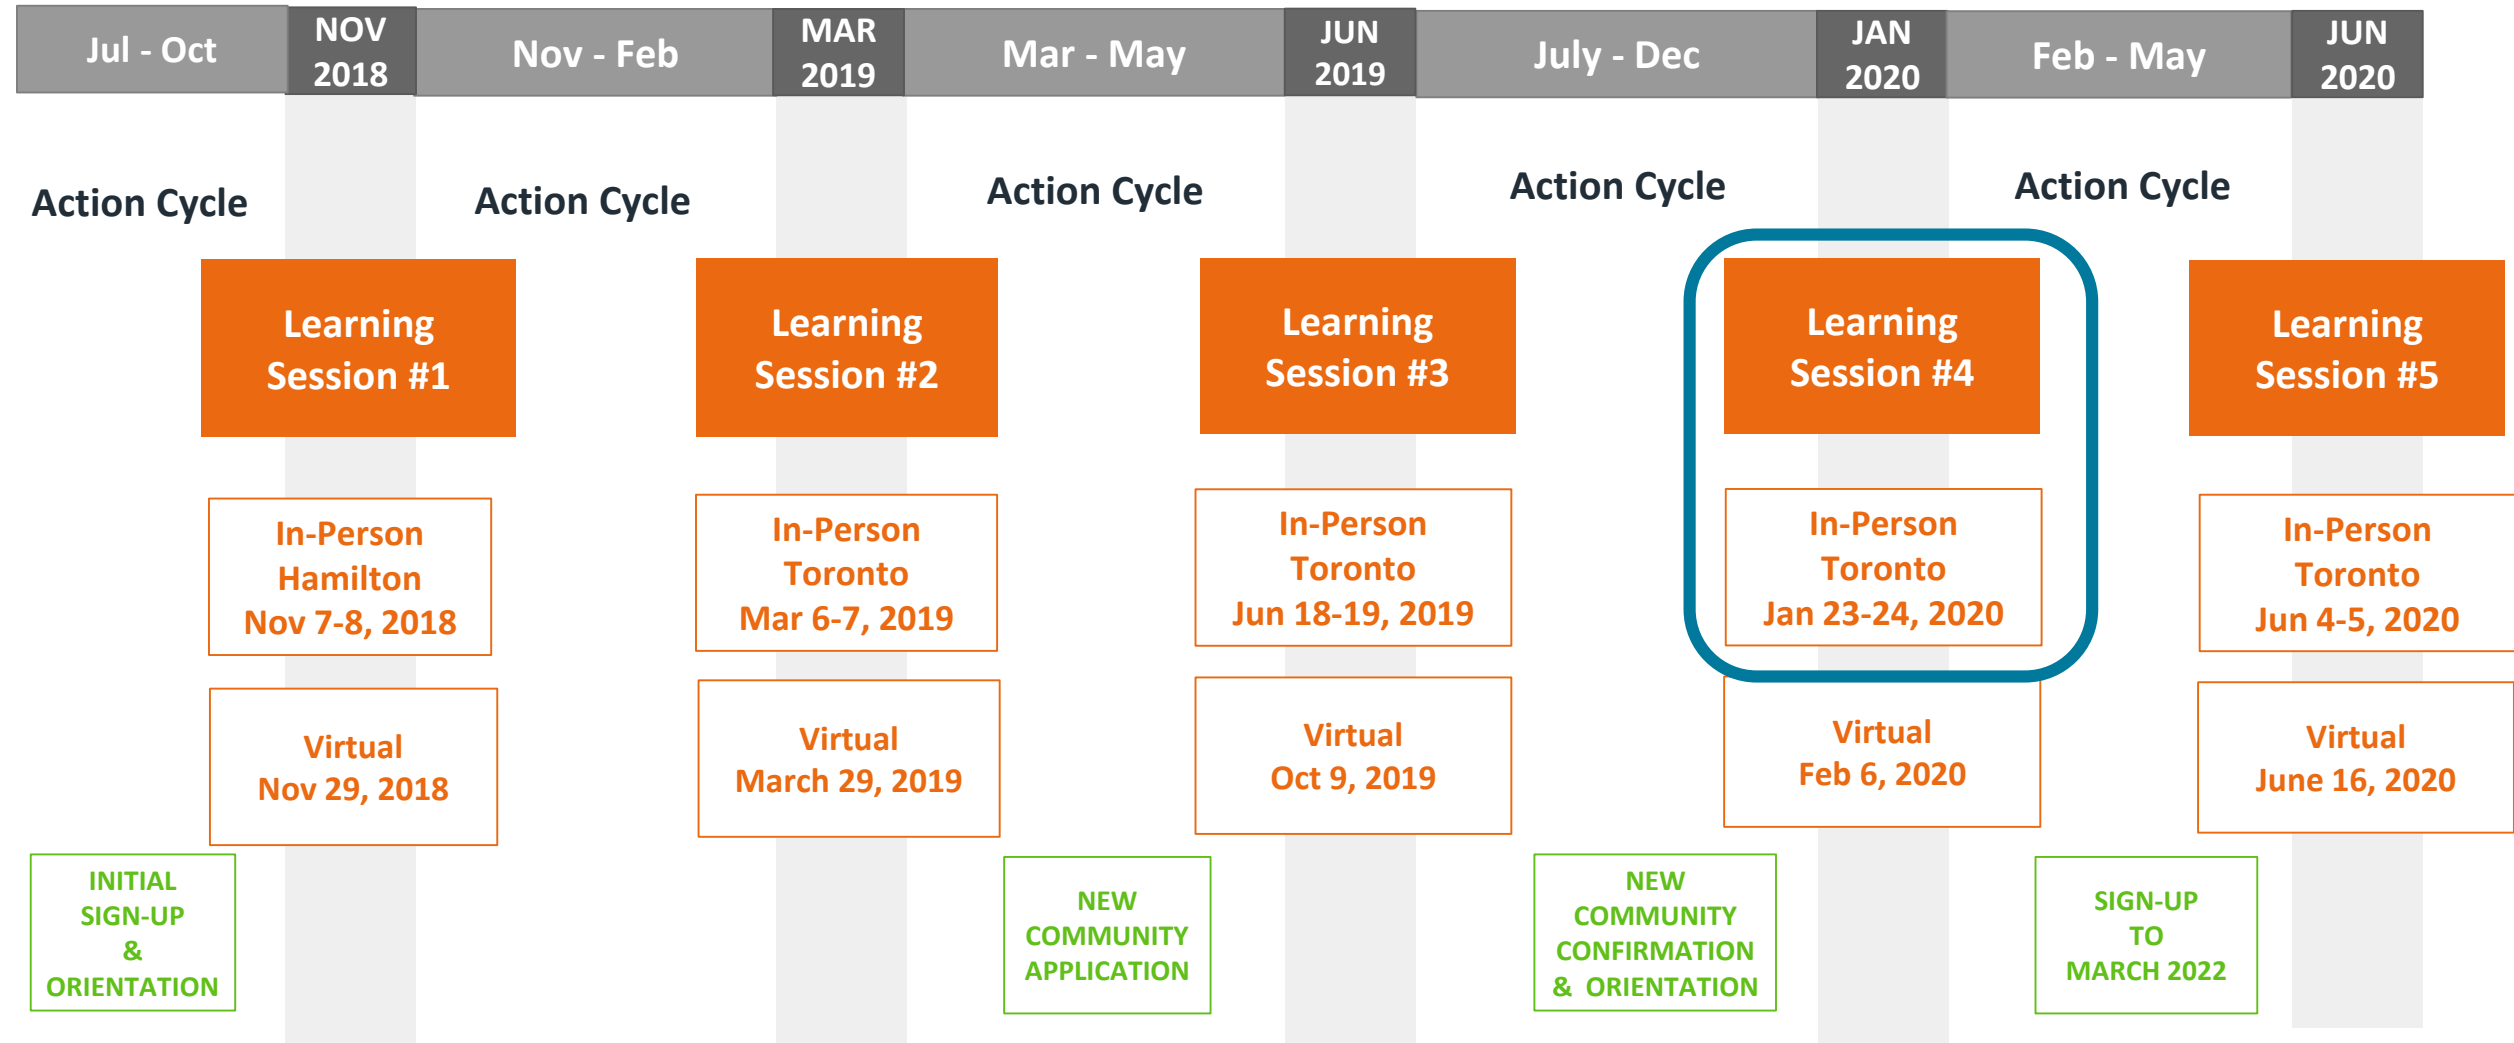 Jul - Oct
NOV
2018
Nov - Feb
MAR
2019
Mar - May
JUN
2019
July - Dec
JAN
2020
Feb - May
JUN
2020
Action Cycle
Action Cycle
Action Cycle
Action Cycle
Action Cycle
Learning
Session #1
Learning
Session #2
Learning
Session #3
Learning
Session #4
Learning
Session #5
In-Person
Hamilton
Nov 7-8, 2018
In-Person
Toronto
Mar 6-7, 2019
In-Person
Toronto
Jun 18-19, 2019
In-Person
Toronto
Jan 23-24, 2020
In-Person
Toronto
Jun 4-5, 2020
Virtual
Nov 29, 2018
Virtual
March 29, 2019
Virtual
Oct 9, 2019
Virtual
Feb 6, 2020
Virtual
June 16, 2020
INITIAL
SIGN-UP
&
ORIENTATION
NEW
COMMUNITY
APPLICATION
NEW
COMMUNITY
CONFIRMATION
& ORIENTATION
SIGN-UP
TO
MARCH 2022